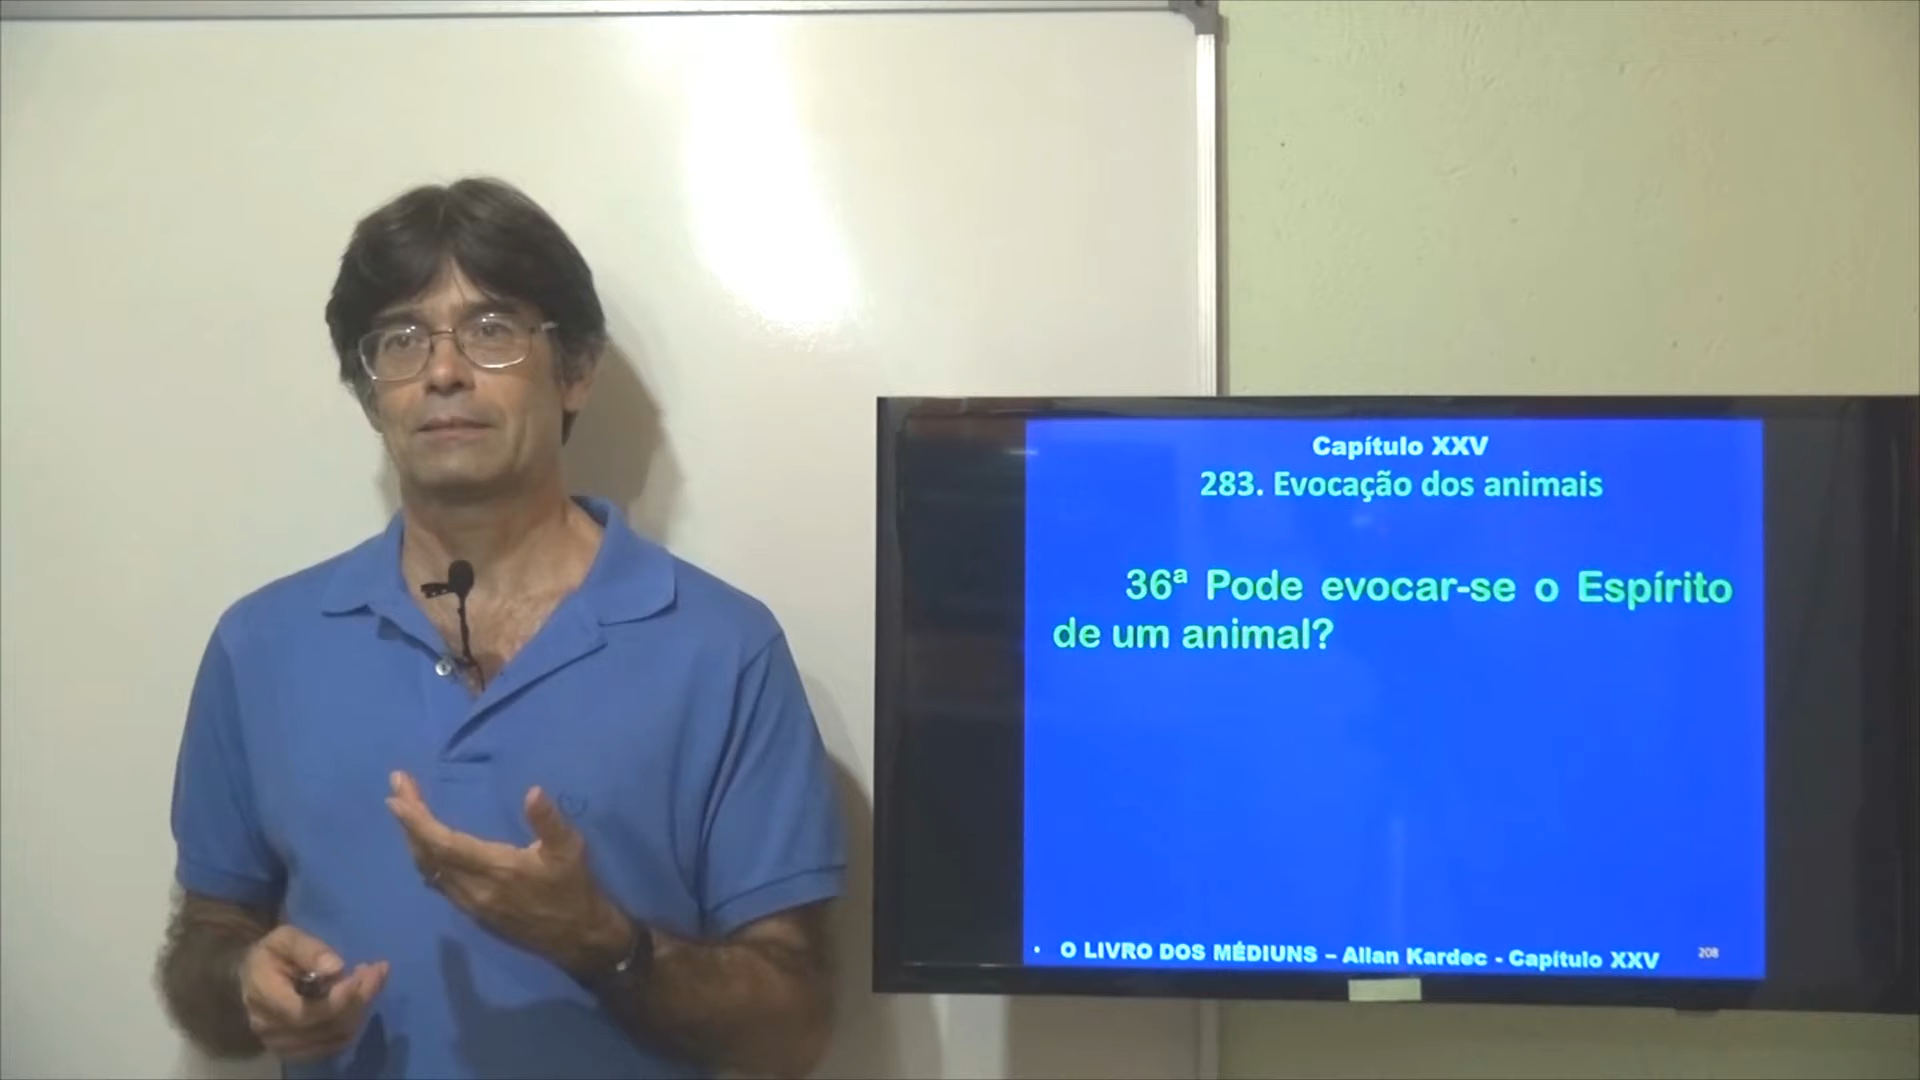 Capítulo XXV
283. Evocação dos animais
36ª Pode evocar-se o Espírito
de um animal?
• O LIVRO DOS MÉDIUNS – Allan Kardec - Capítulo XXV
208